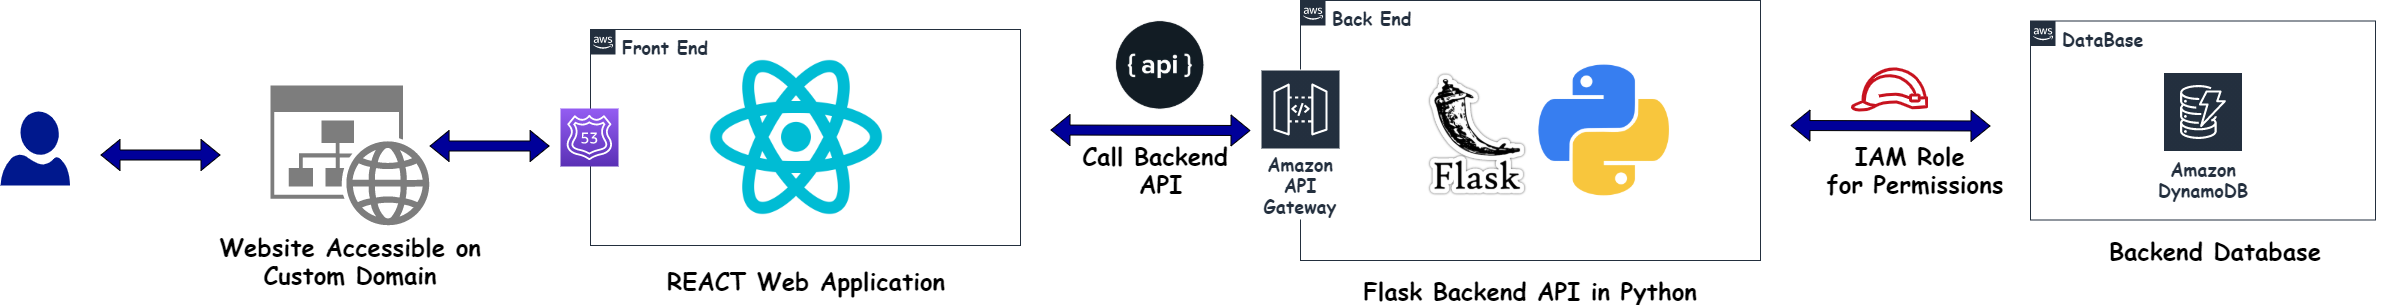 Website Accessible on
Custom Domain
aws
Front End
53
REACT Web Application
{ api }
Call Backend
API
aws
Back End
</>
Amazon
API
Gateway
Flask
Flask Backend API in Python
IAM Role
for Permissions
aws
DataBase
Amazon
DynamoDB
Backend Database